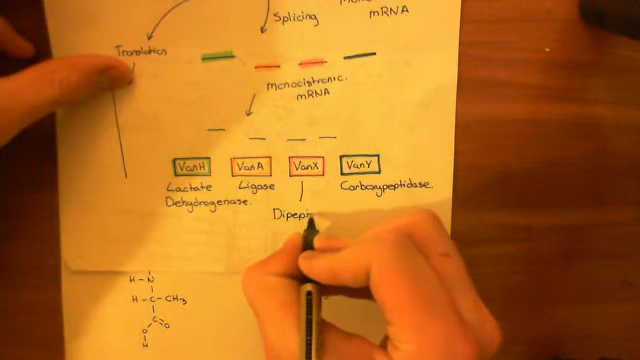 mRNA
Splicing
Translation
Monocistronic
mRNA
VanH VanA VanX VanY
Lactate Ligase Carboxypeptidase.
Dehydrogenase.
Dipep
H-N
H-C-CH3
C
O O
H